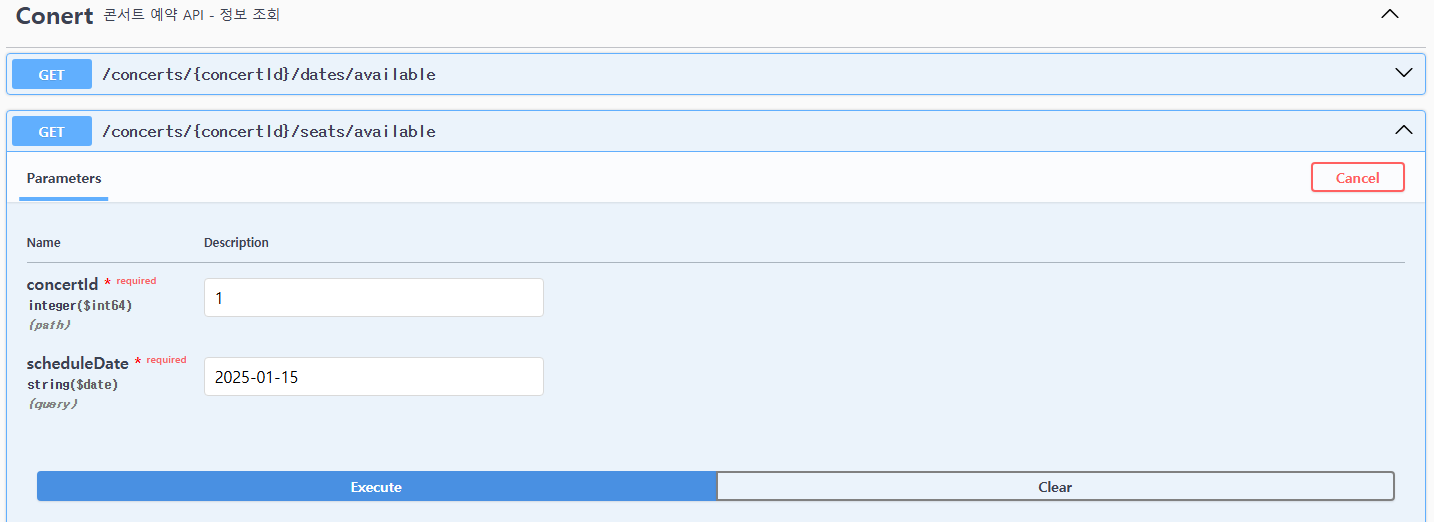 Conert 콘서트 예약 API - 정보 조회
GET /concerts/{concertId}/dates/available
GET /concerts/{concertId}/seats/available
Parameters Cancel
Name Description
concertId * required
integer($int64)
(path)
1
scheduleDate * required
string($date)
(query)
2025-01-15
Execute Clear